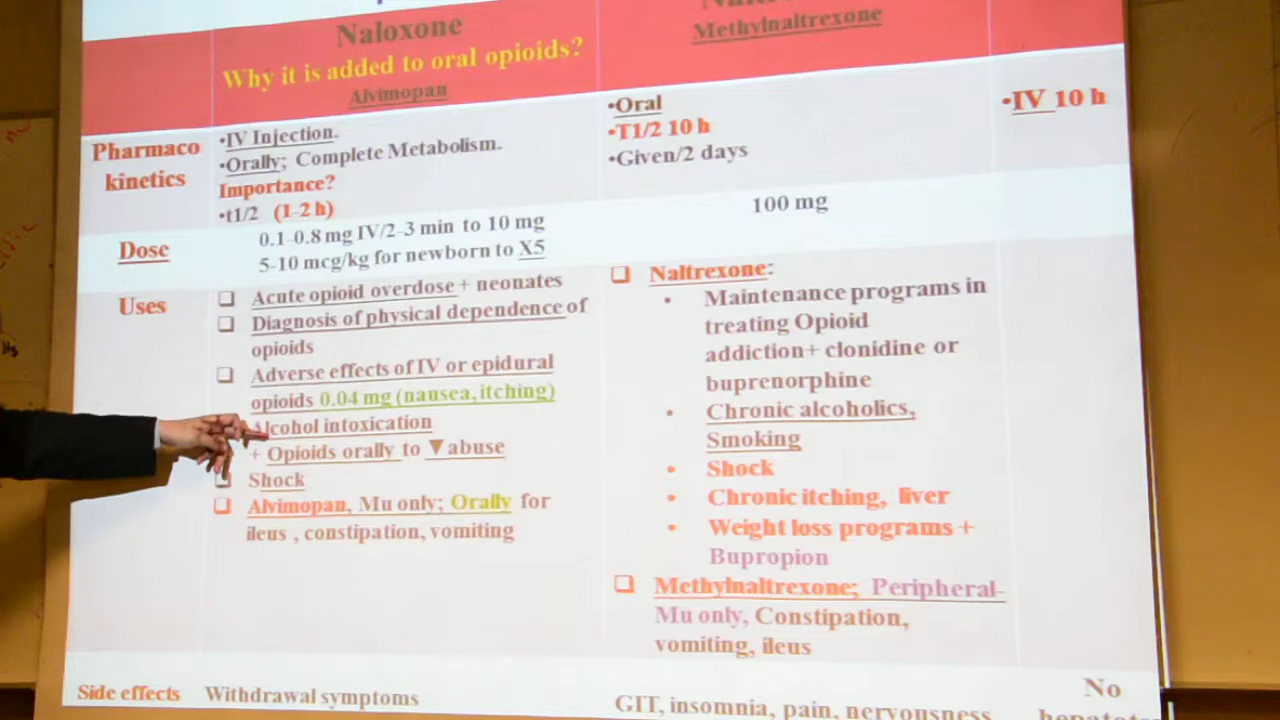 Naloxone
Why it is added to oral opioids?
Alvimopan
Methylnaltrexone
Pharmaco
kinetics
•IV Injection.
•Orally; Complete Metabolism.
Importance?
•t1/2 (1-2 h)
•Oral
•T1/2 10 h
•Given/2 days
•IV 10 h
Dose
0.1-0.8 mg IV/2-3 min to 10 mg
5-10 mcg/kg for newborn to X5
100 mg
Uses
❑ Acute opioid overdose + neonates
❑ Diagnosis of physical dependence of
opioids
❑ Adverse effects of IV or epidural
opioids 0.04 mg (nausea, itching)
Alcohol intoxication
+ Opioids orally to ▼abuse
❑ Shock
❑ Alvimopan, Mu only; Orally for
ileus , constipation, vomiting
❑ Naltrexone:
• Maintenance programs in
treating Opioid
addiction+ clonidine or
buprenorphine
• Chronic alcoholics,
Smoking
• Shock
• Chronic itching, liver
• Weight loss programs +
Bupropion
❑ Methylnaltrexone; Peripheral-
Mu only, Constipation,
vomiting, ileus
Side effects
Withdrawal symptoms
GIT, insomnia, pain, nervousness
No